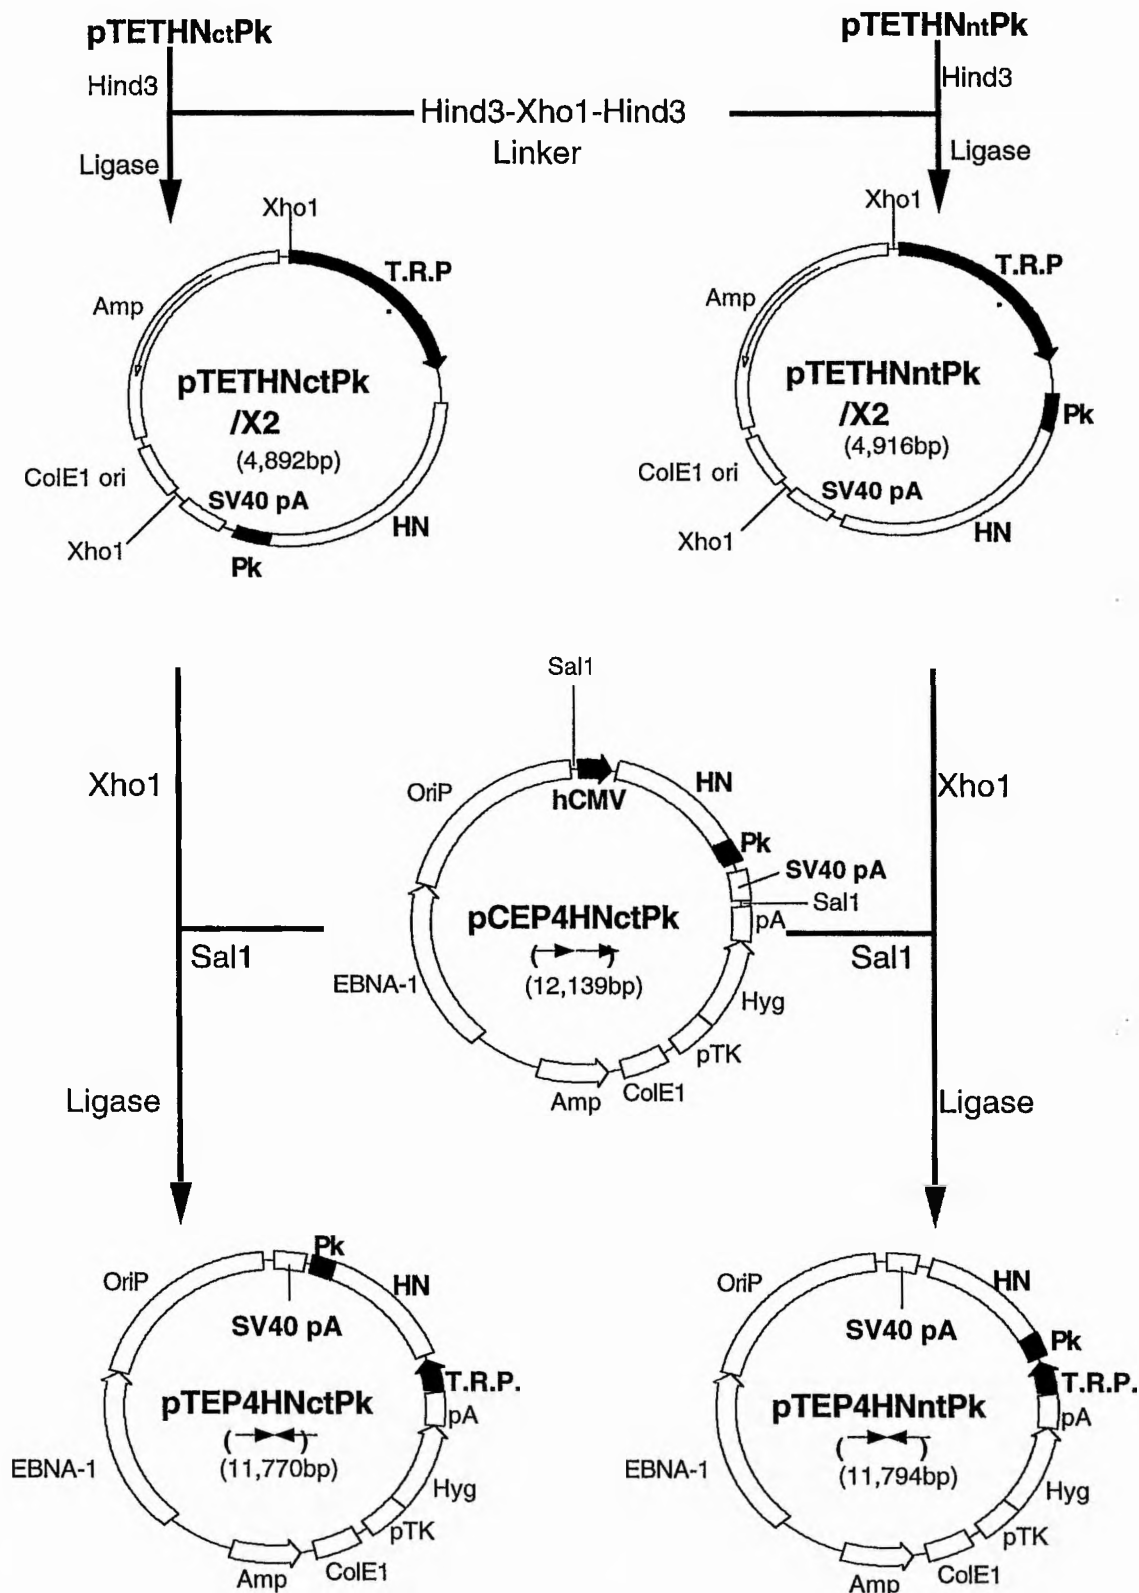 pTETHNctPk
pTETHNntPk
Hind3
Hind3
Hind3-Xho1-Hind3
Linker
Ligase
Ligase
Xho1
T.R.P
Amp
pTETHNctPk
/X2
(4,892bp)
ColE1 ori
SV40 pA
Xho1
Pk
HN
Xho1
T.R.P
Amp
pTETHNntPk
/X2
(4,916bp)
Pk
ColE1 ori
SV40 pA
Xho1
HN
Xho1
Sal1
Ligase
Sal1
OriP
hCMV
HN
Pk
SV40 pA
Sal1
pA
pCEP4HNctPk
(12,139bp)
EBNA-1
Hyg
pTK
ColE1
Amp
Xho1
Sal1
Ligase
Pk
OriP
HN
SV40 pA
T.R.P.
pTEP4HNctPk
pA
(11,770bp)
EBNA-1
Hyg
pTK
ColE1
Amp
OriP
HN
SV40 pA
Pk
T.R.P.
pTEP4HNntPk
pA
(11,794bp)
EBNA-1
Hyg
pTK
ColE1
Amp